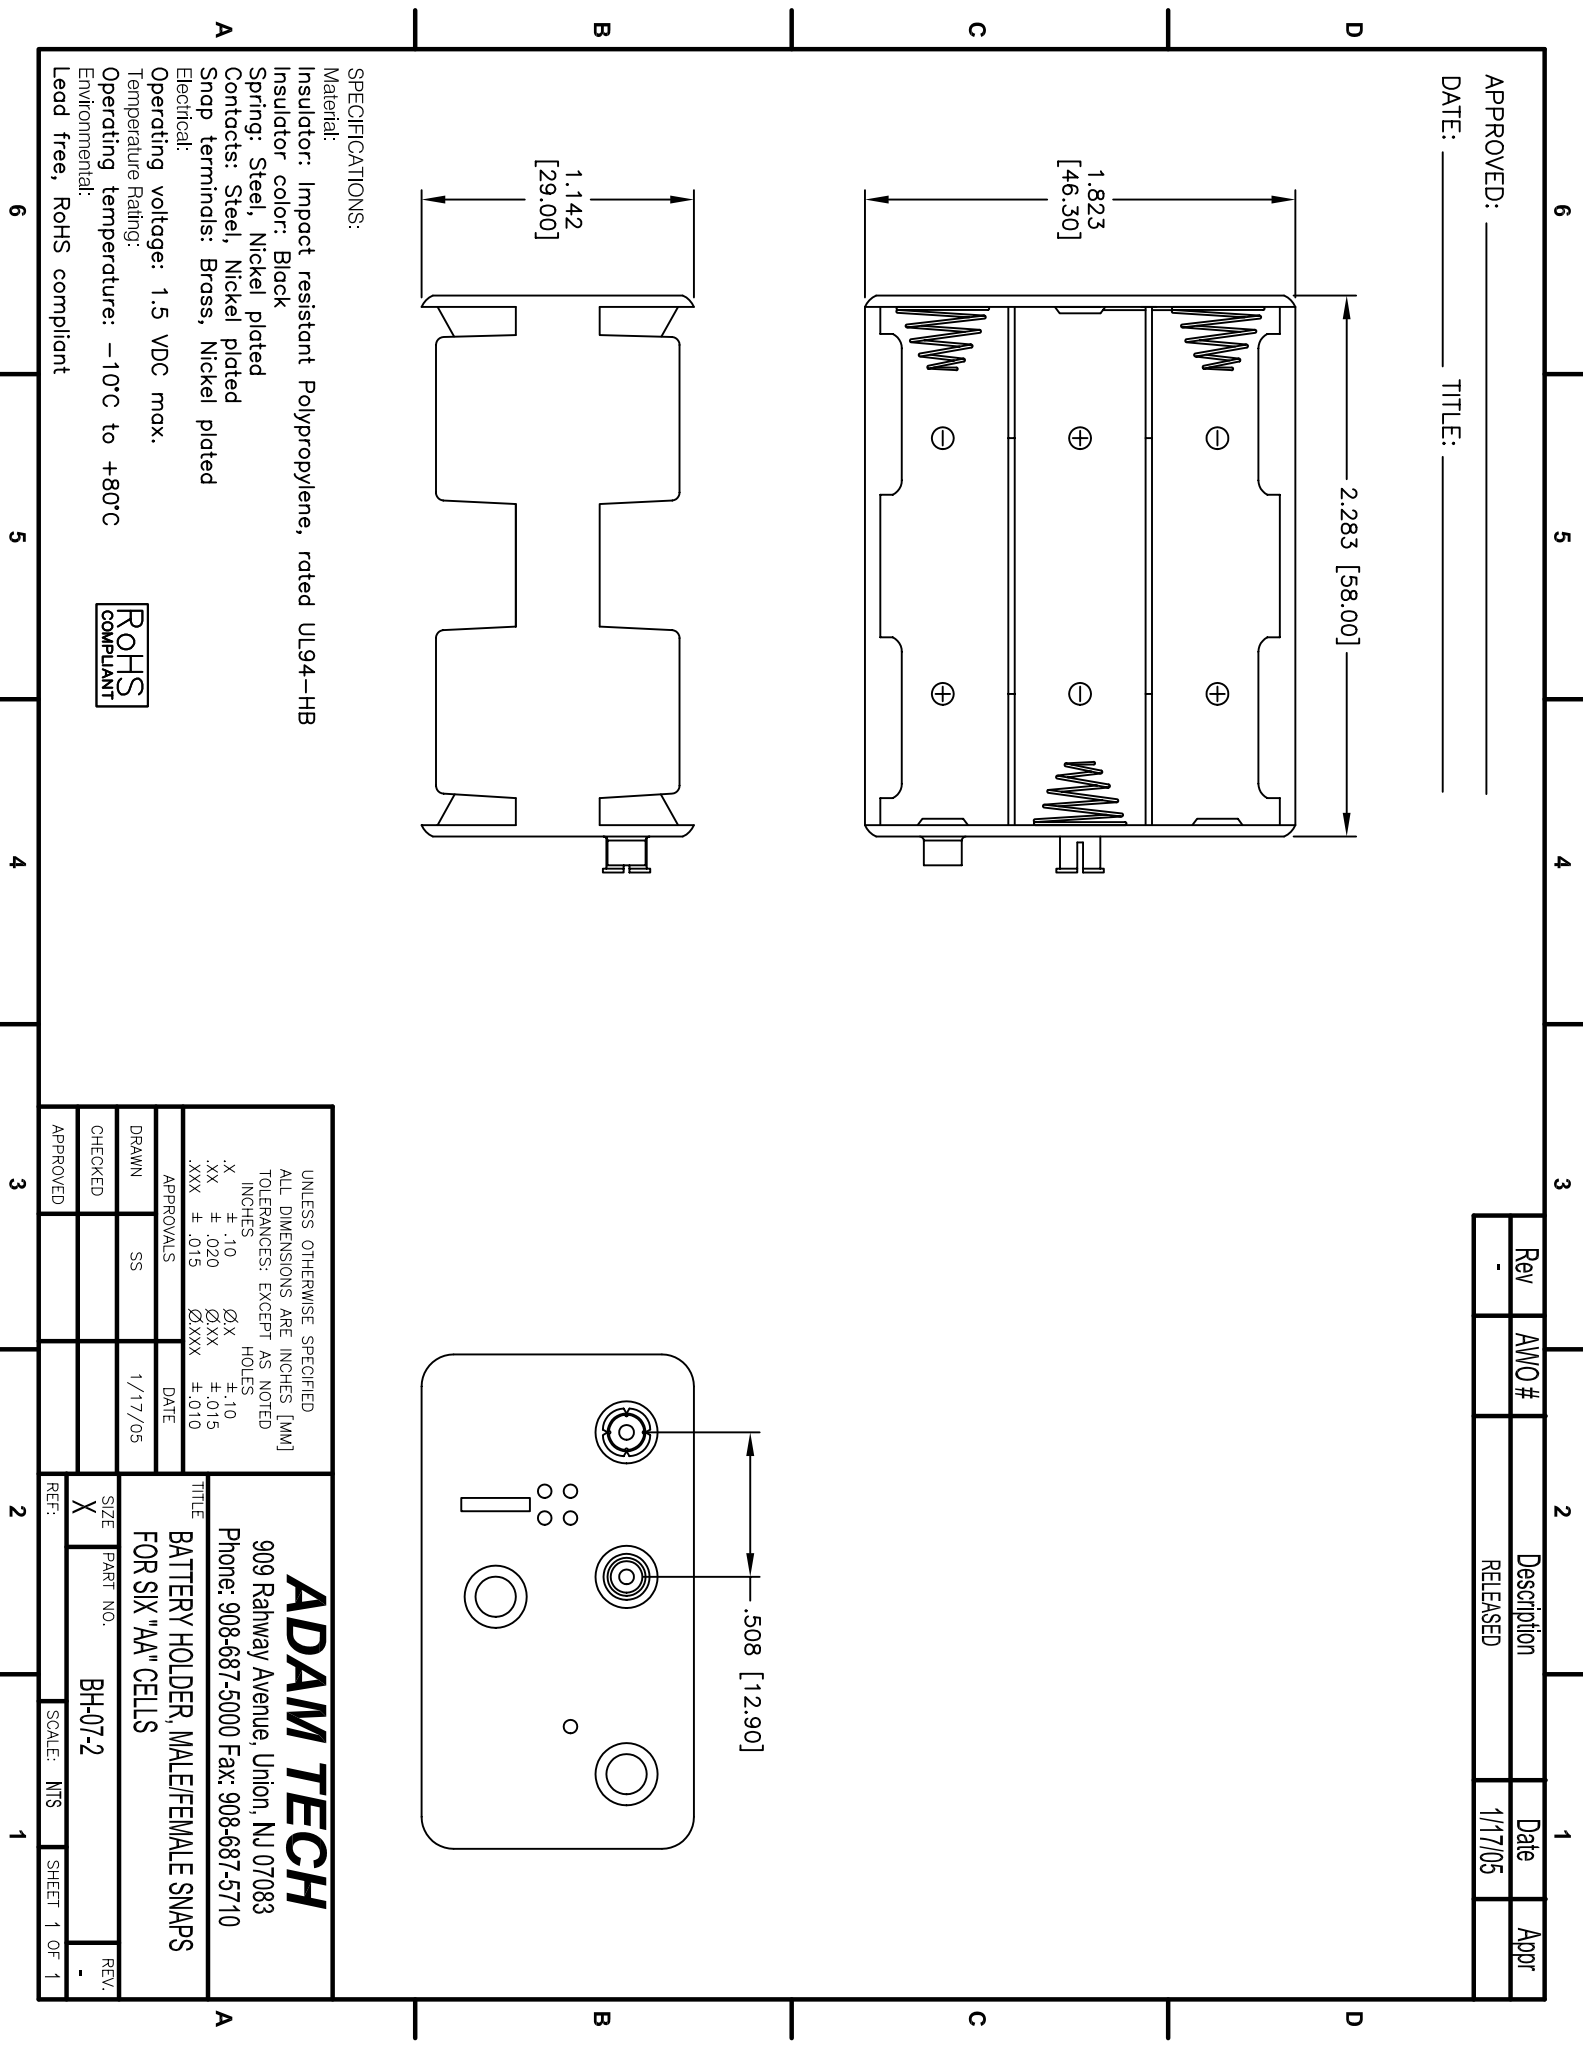 6
5
4
3
2
1
D
C
B
A
D
C
B
A
6
5
4
3
2
1
APPROVED:
DATE:
TITLE:
Rev
AWO #
Description
Date
Appr
-
RELEASED
1/17/05
2.283 [58.00]
1.823
[46.30]
1.142
[29.00]
.508 [12.90]
SPECIFICATIONS:
Material:
Insulator: Impact resistant Polypropylene, rated UL94-HB
Insulator color: Black
Spring: Steel, Nickel plated
Contacts: Steel, Nickel plated
Snap terminals: Brass, Nickel plated
Electrical:
Operating voltage: 1.5 VDC max.
Temperature Rating:
Operating temperature: -10°C to +80°C
Environmental:
Lead free, RoHS compliant
RoHS
COMPLIANT
UNLESS OTHERWISE SPECIFIED
ALL DIMENSIONS ARE INCHES [MM]
TOLERANCES: EXCEPT AS NOTED
INCHES HOLES
.X ± .10 Ø.X ±.10
.XX ± .020 Ø.XX ±.015
.XXX ± .015 Ø.XXX ±.010
APPROVALS DATE
DRAWN SS 1/17/05
CHECKED
APPROVED
ADAM TECH
909 Rahway Avenue, Union, NJ 07083
Phone: 908-687-5000 Fax: 908-687-5710
TITLE
BATTERY HOLDER, MALE/FEMALE SNAPS
FOR SIX "AA" CELLS
SIZE
X
PART NO.
BH-07-2
REV.
-
REF:
SCALE: NTS
SHEET 1 OF 1